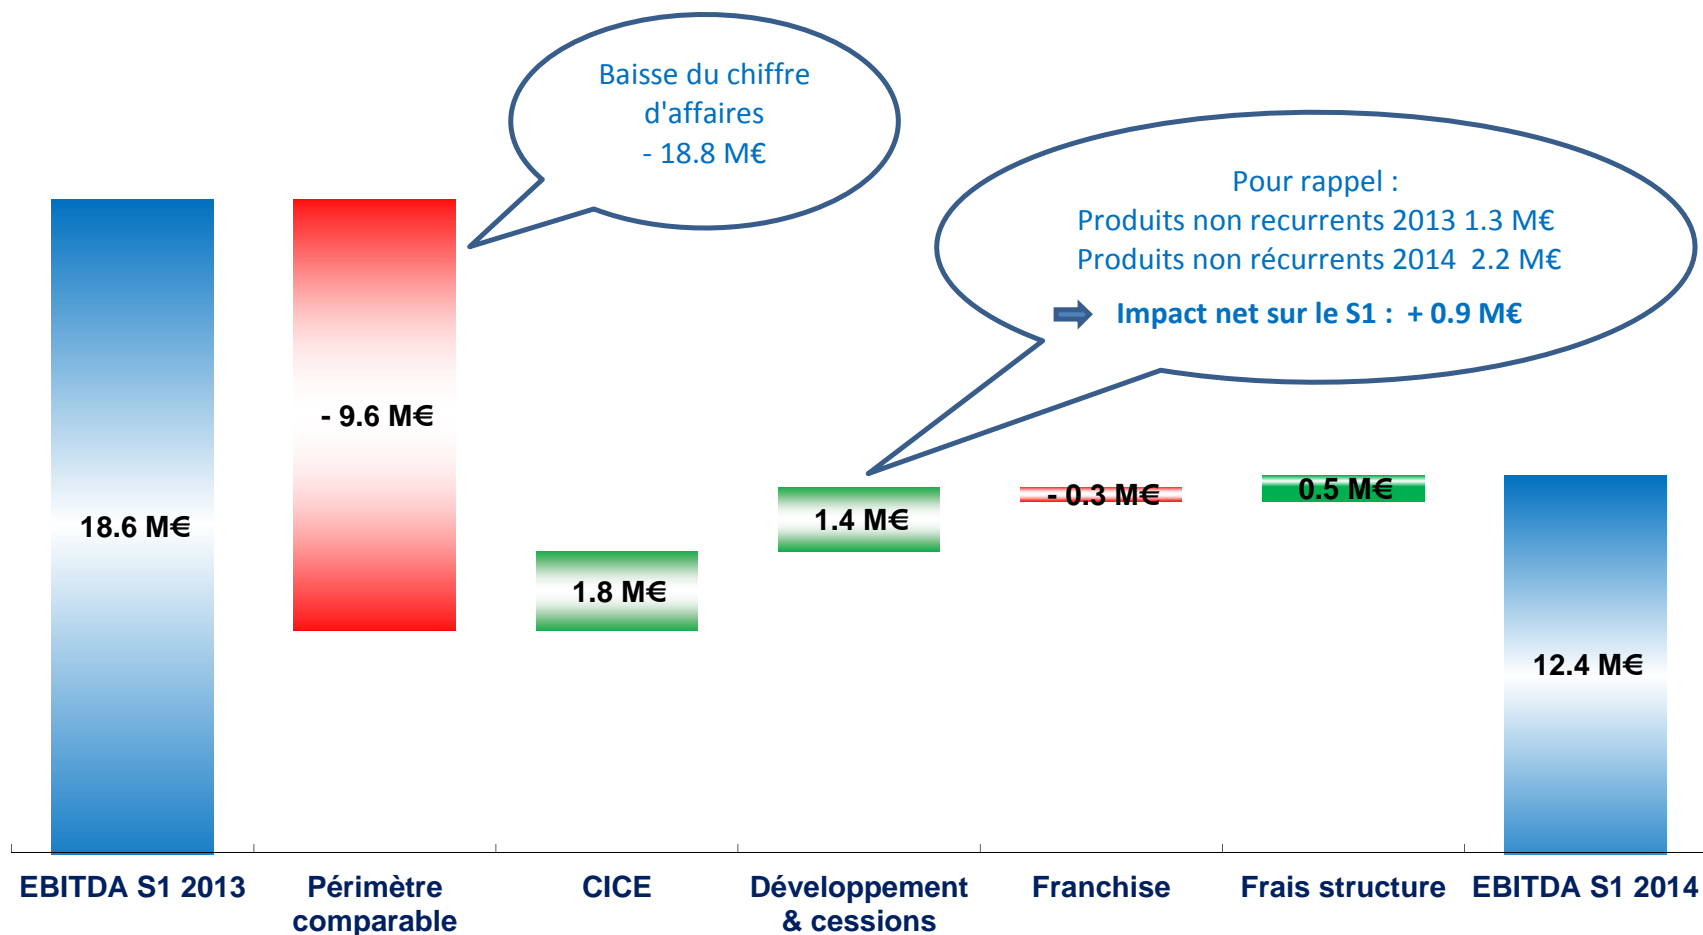 Baisse du chiffre
d'affaires
- 18.8 M€
Pour rappel :
Produits non recurrents 2013 1.3 M€
Produits non récurrents 2014  2.2 M€
Impact net sur le S1 :  + 0.9 M€
18.6 M€
- 9.6 M€
1.8 M€
1.4 M€
- 0.3 M€
0.5 M€
12.4 M€
EBITDA S1 2013
Périmètre
comparable
CICE
Développement
& cessions
Franchise
Frais structure
EBITDA S1 2014